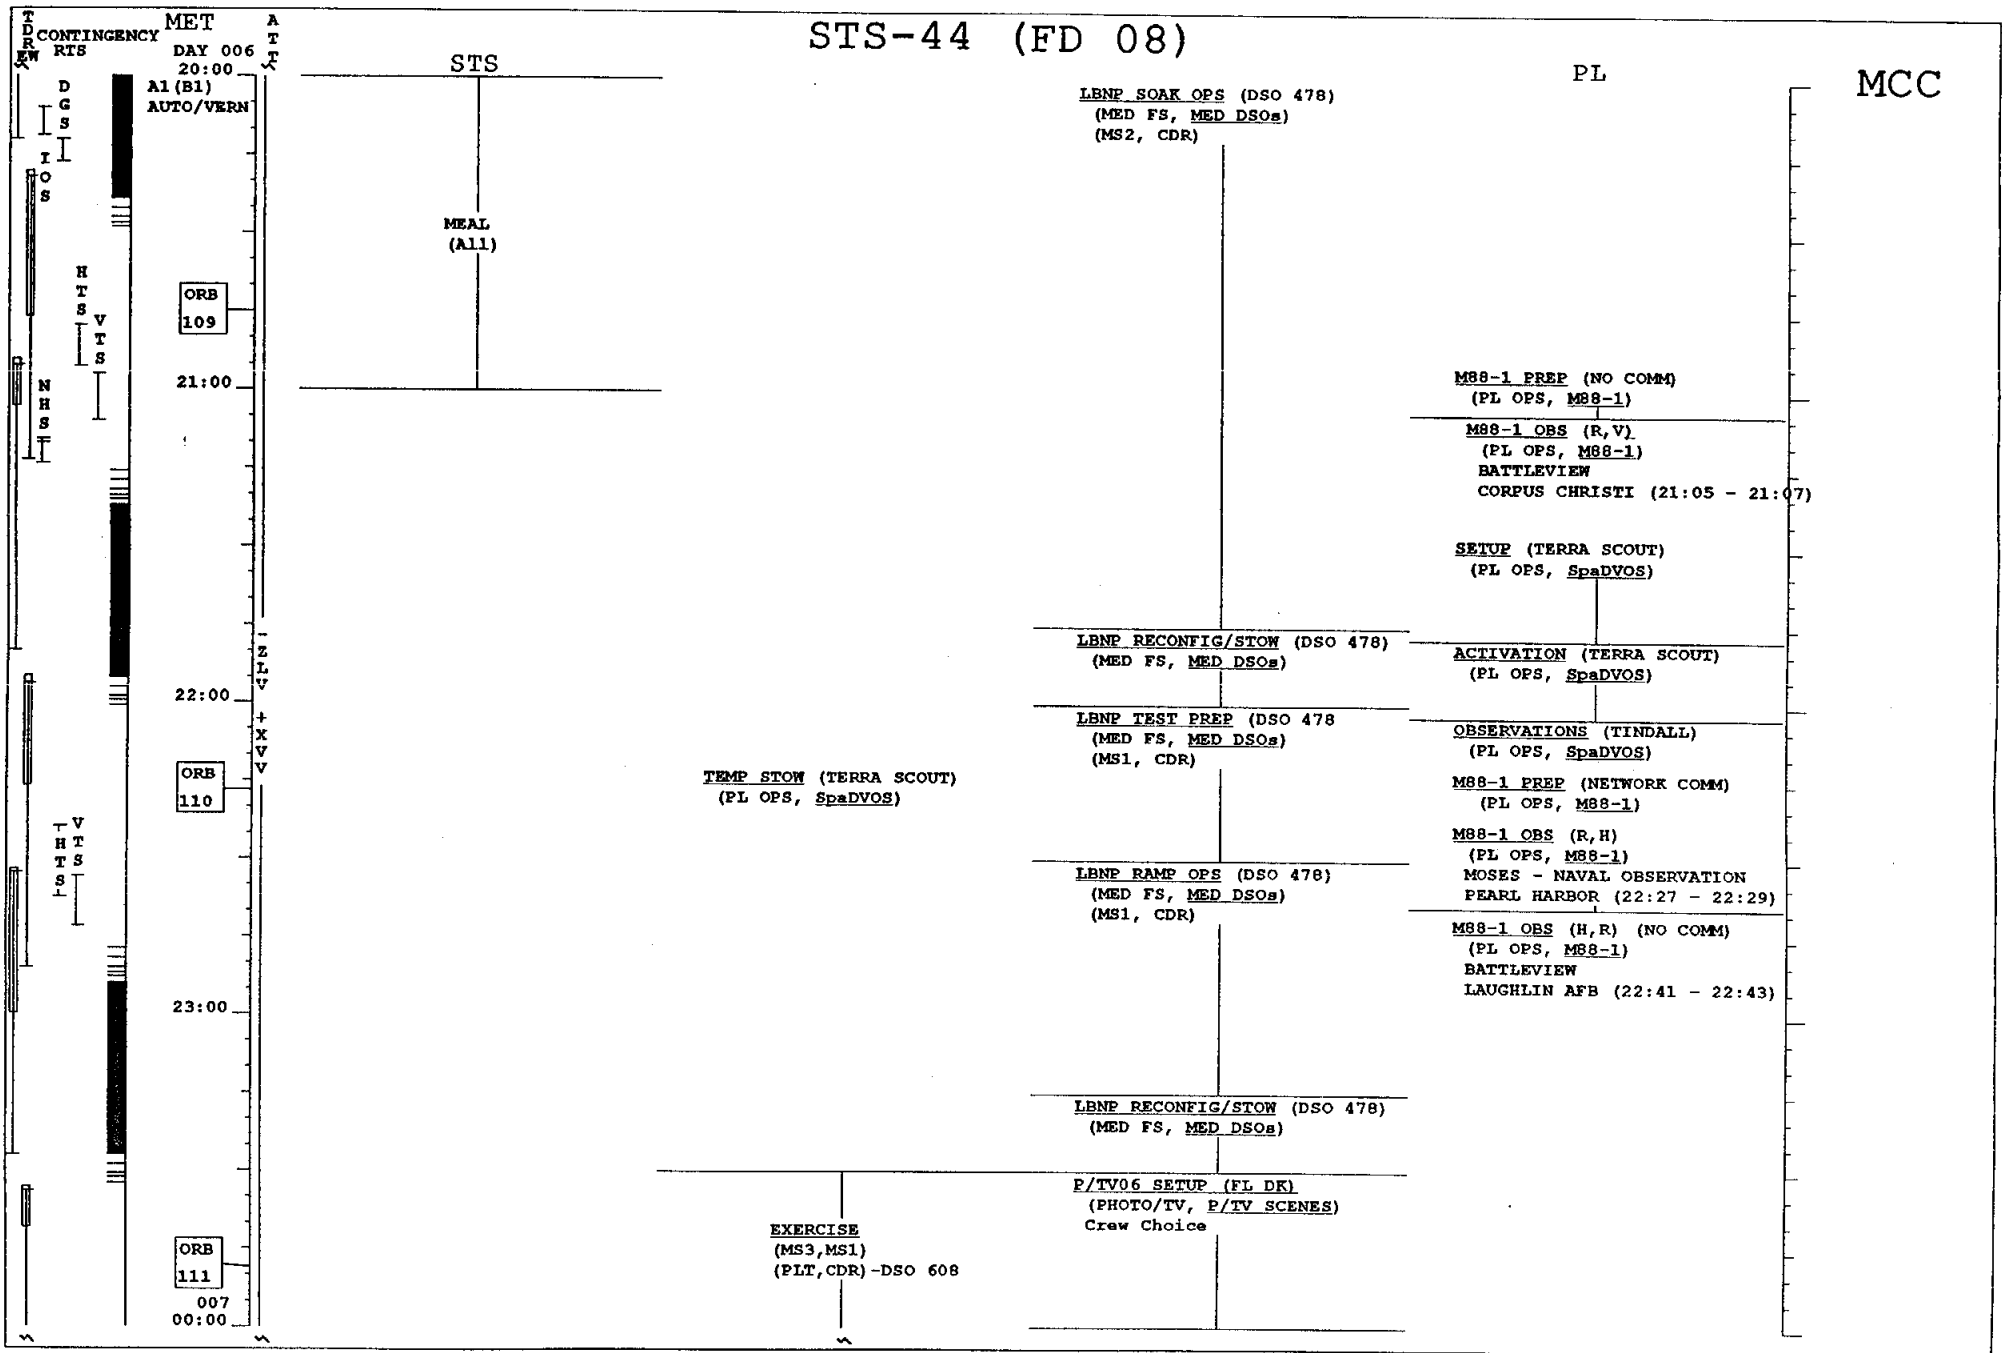 STS-44 (FD 08)
TDR
EW
CONTINGENCY
RTS
MET
DAY 006
ATT
20:00
A1(B1)
AUTO/VERN
DGS
IOS
HTS
VTS
NHS
ORB
109
21:00
22:00
-ZLV +XVV
ORB
110
VTS
HTS
23:00
ORB
111
007
00:00
STS
MEAL
(All)
TEMP STOW (TERRA SCOUT)
(PL OPS, SpaDVOS)
EXERCISE
(MS3,MS1)
(PLT,CDR)-DSO 608
LBNP SOAK OPS (DSO 478)
(MED FS, MED DSOs)
(MS2, CDR)
LBNP RECONFIG/STOW (DSO 478)
(MED FS, MED DSOs)
LBNP TEST PREP (DSO 478
(MED FS, MED DSOs)
(MS1, CDR)
LBNP RAMP OPS (DSO 478)
(MED FS, MED DSOs)
(MS1, CDR)
LBNP RECONFIG/STOW (DSO 478)
(MED FS, MED DSOs)
P/TV06 SETUP (FL DK)
(PHOTO/TV, P/TV SCENES)
Crew Choice
PL
M88-1 PREP (NO COMM)
(PL OPS, M88-1)
M88-1 OBS (R,V)
(PL OPS, M88-1)
BATTLEVIEW
CORPUS CHRISTI (21:05 - 21:07)
SETUP (TERRA SCOUT)
(PL OPS, SpaDVOS)
ACTIVATION (TERRA SCOUT)
(PL OPS, SpaDVOS)
OBSERVATIONS (TINDALL)
(PL OPS, SpaDVOS)
M88-1 PREP (NETWORK COMM)
(PL OPS, M88-1)
M88-1 OBS (R,H)
(PL OPS, M88-1)
MOSES - NAVAL OBSERVATION
PEARL HARBOR (22:27 - 22:29)
M88-1 OBS (H,R) (NO COMM)
(PL OPS, M88-1)
BATTLEVIEW
LAUGHLIN AFB (22:41 - 22:43)
MCC